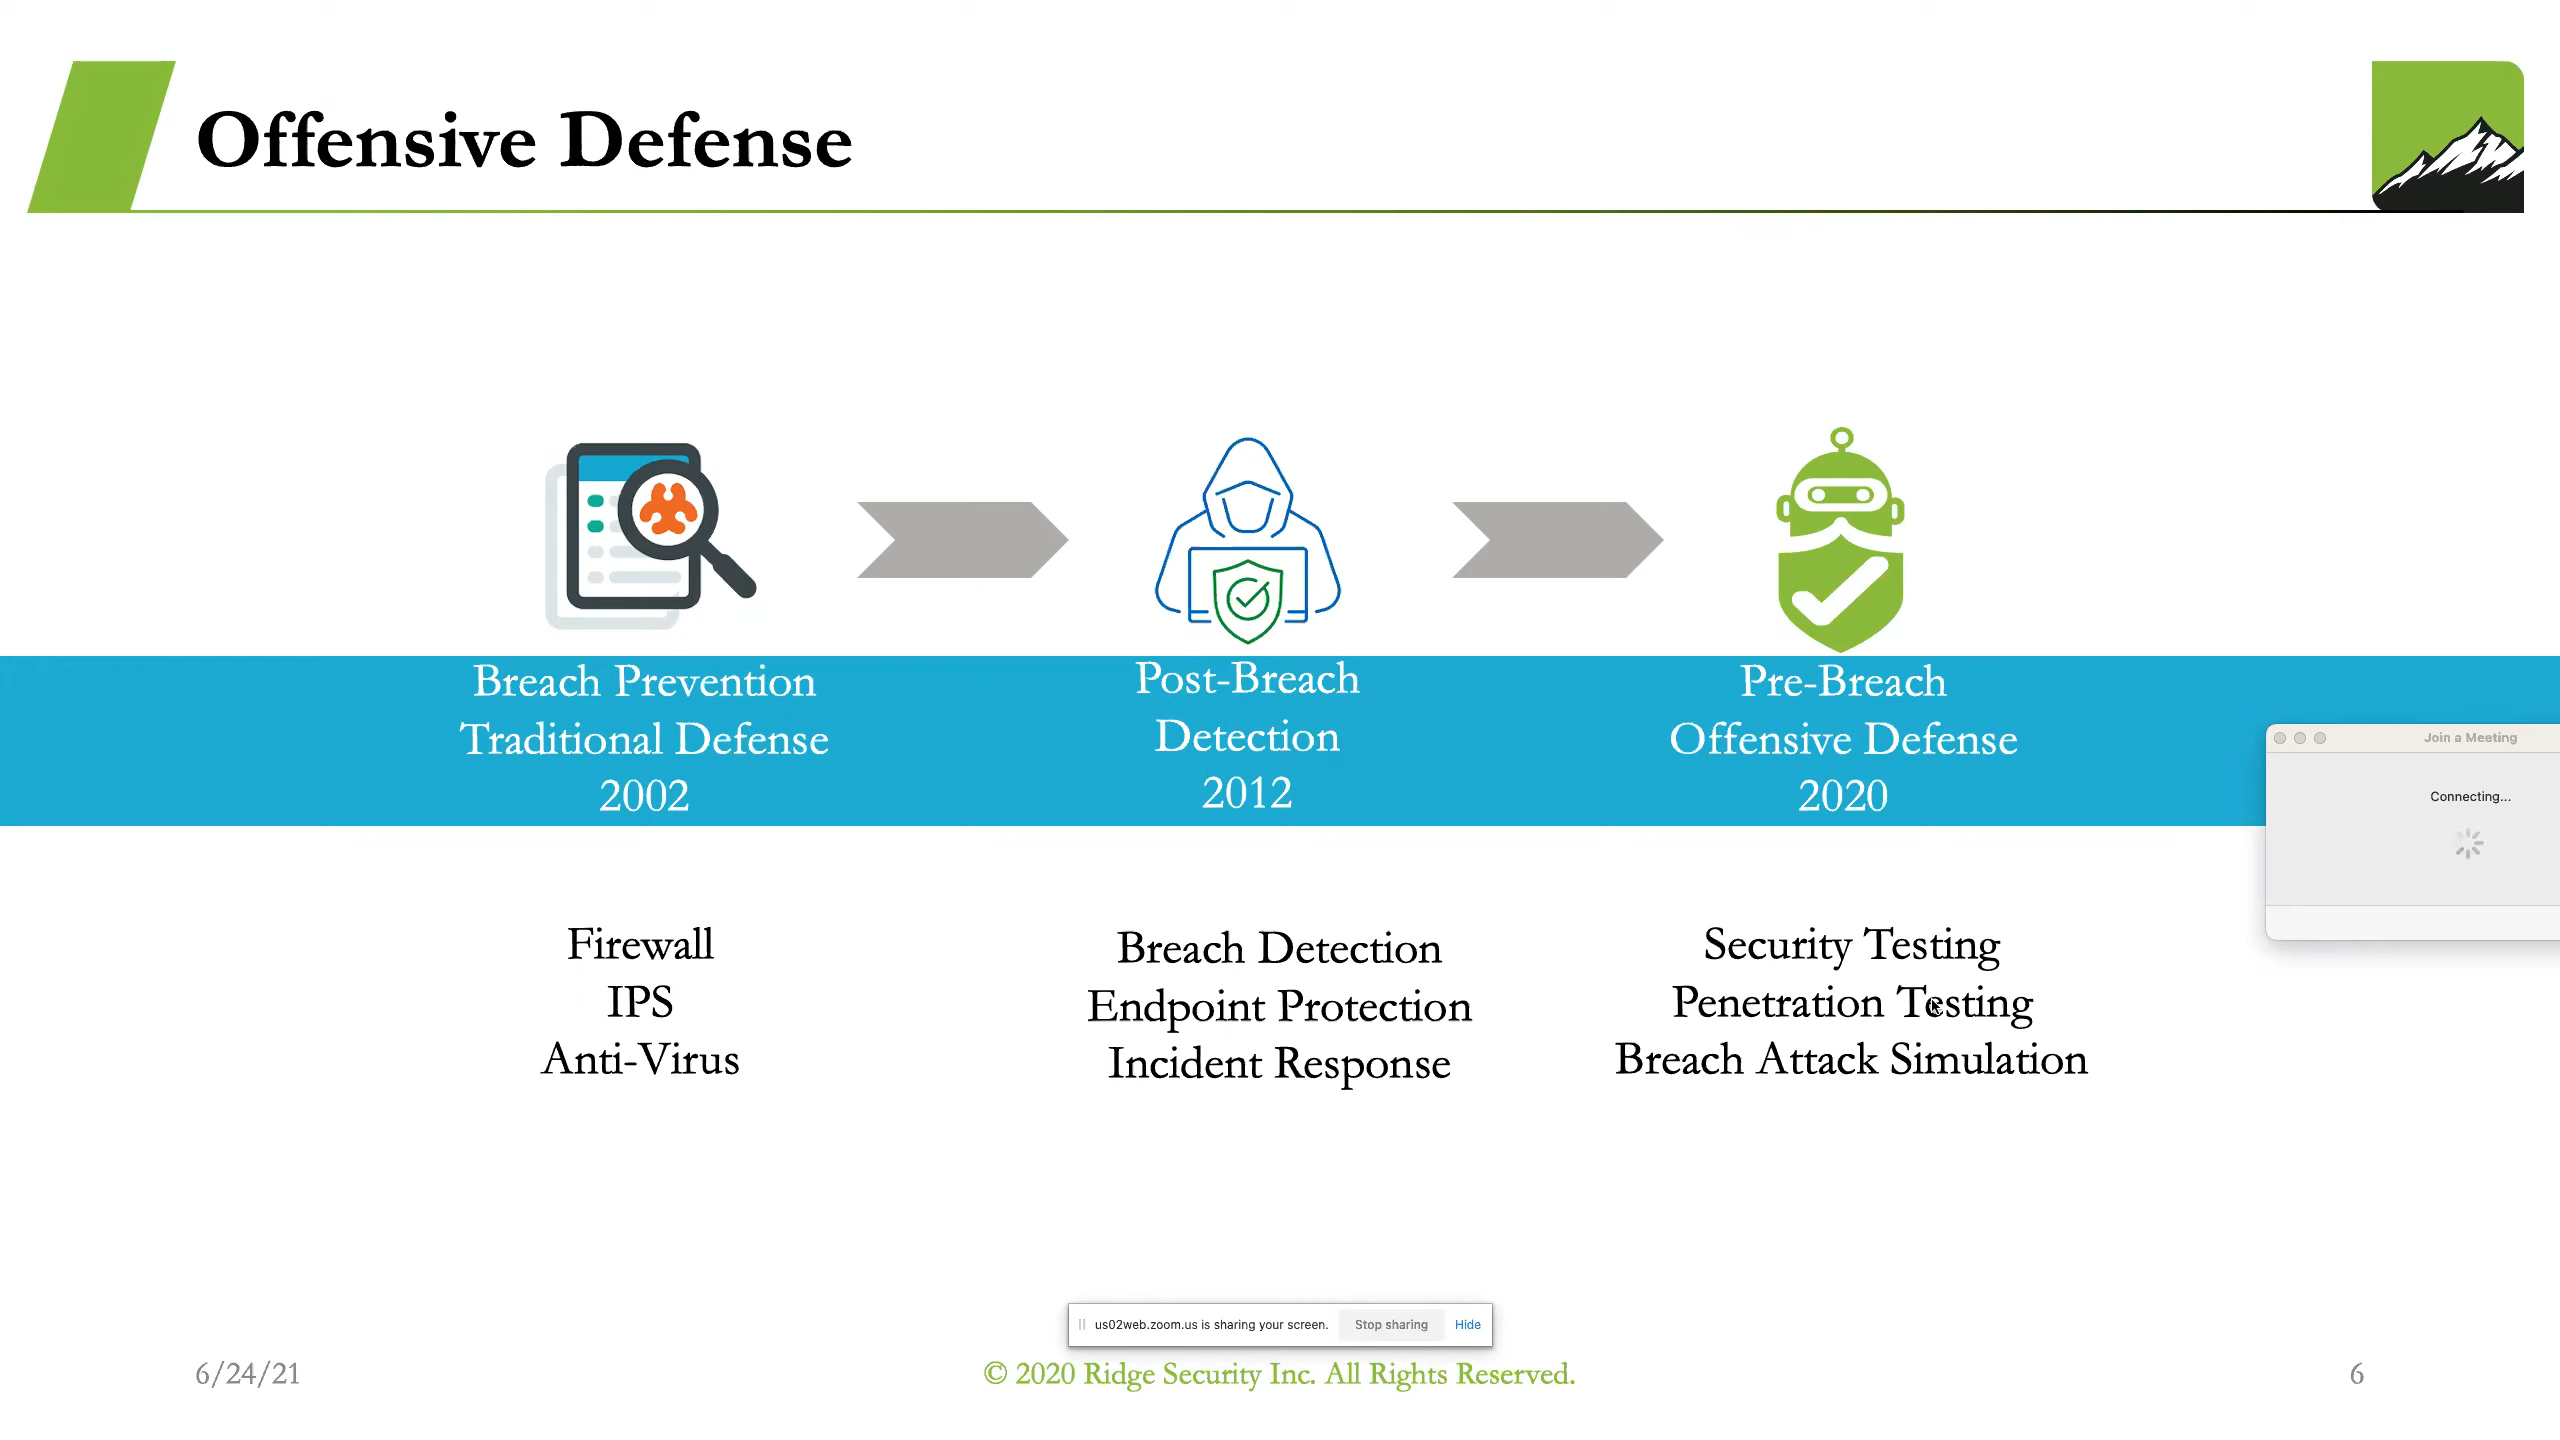 Offensive Defense
Breach Prevention
Traditional Defense
2002
Post-Breach
Detection
2012
Pre-Breach
Offensive Defense
2020
Join a Meeting
Connecting...
Firewall
IPS
Anti-Virus
Breach Detection
Endpoint Protection
Incident Response
Security Testing
Penetration Testing
Breach Attack Simulation
us02web.zoom.us is sharing your screen. Stop sharing Hide
6/24/21
© 2020 Ridge Security Inc. All Rights Reserved.
6